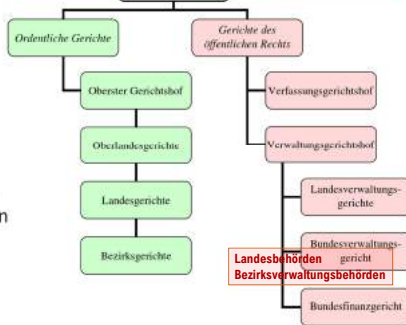 Ordentliche Gerichte
Gerichte des
öffentlichen Rechts
Oberster Gerichtshof
Verfassungsgerichtshof
Oberlandesgerichte
Verwaltungsgerichtshof
Landesgerichte
Landesverwaltungs-
gerichte
n
Bezirksgerichte
Bundesverwaltungs-
gericht
Landesbehörden
Bezirksverwaltungsbehörden
Bundesfinanzgericht